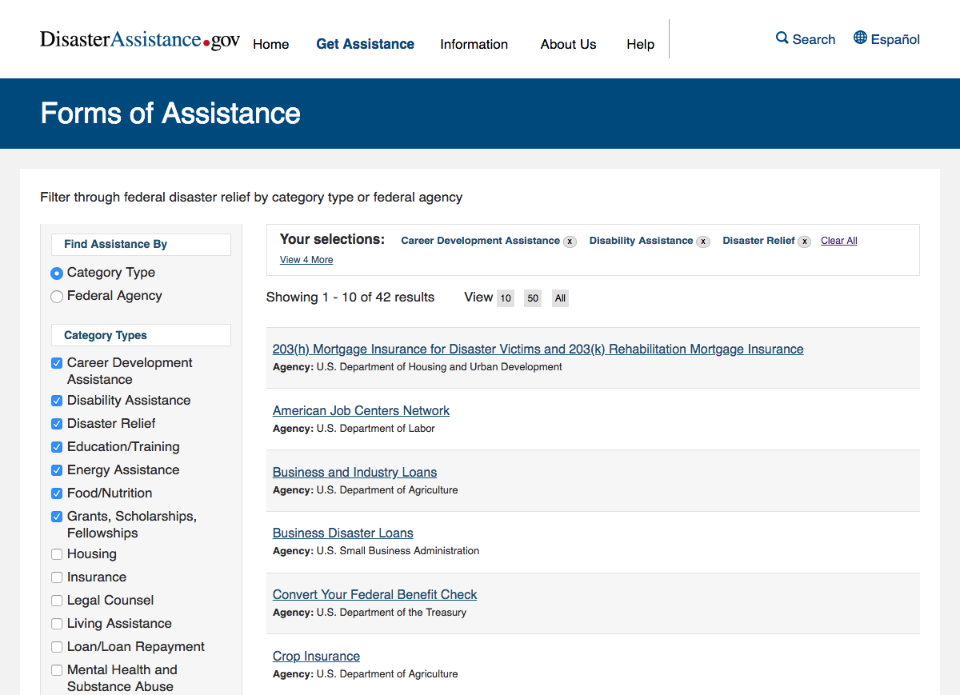 DisasterAssistance.gov Home Get Assistance Information About Us Help Search Español
Forms of Assistance
Filter through federal disaster relief by category type or federal agency
Find Assistance By
Category Type
Federal Agency
Category Types
Career Development
Assistance
Disability Assistance
Disaster Relief
Education/Training
Energy Assistance
Food/Nutrition
Grants, Scholarships,
Fellowships
Housing
Insurance
Legal Counsel
Living Assistance
Loan/Loan Repayment
Mental Health and
Substance Abuse
Your selections: Career Development Assistance x Disability Assistance x Disaster Relief x Clear All
View 4 More
Showing 1 - 10 of 42 results View 10 50 All
203(h) Mortgage Insurance for Disaster Victims and 203(k) Rehabilitation Mortgage Insurance
Agency: U.S. Department of Housing and Urban Development
American Job Centers Network
Agency: U.S. Department of Labor
Business and Industry Loans
Agency: U.S. Department of Agriculture
Business Disaster Loans
Agency: U.S. Small Business Administration
Convert Your Federal Benefit Check
Agency: U.S. Department of the Treasury
Crop Insurance
Agency: U.S. Department of Agriculture